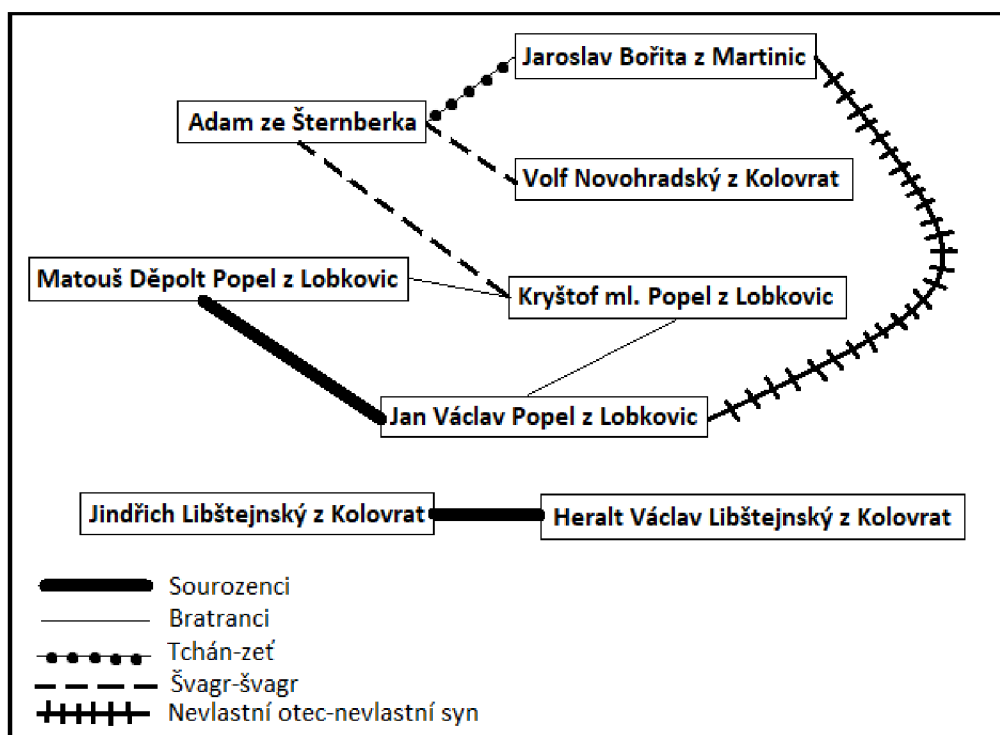 Jaroslav Bořita z Martinic
Adam ze Šternberka
Volf Novohradský z Kolovrat
Matouš Děpolt Popel z Lobkovic
Kryštof ml. Popel z Lobkovic
Jan Václav Popel z Lobkovic
Jindřich Libštejnský z Kolovrat
Heralt Václav Libštejnský z Kolovrat
Sourozenci
Bratranci
Tchán-zeť
Švagr-švagr
Nevlastní otec-nevlastní syn